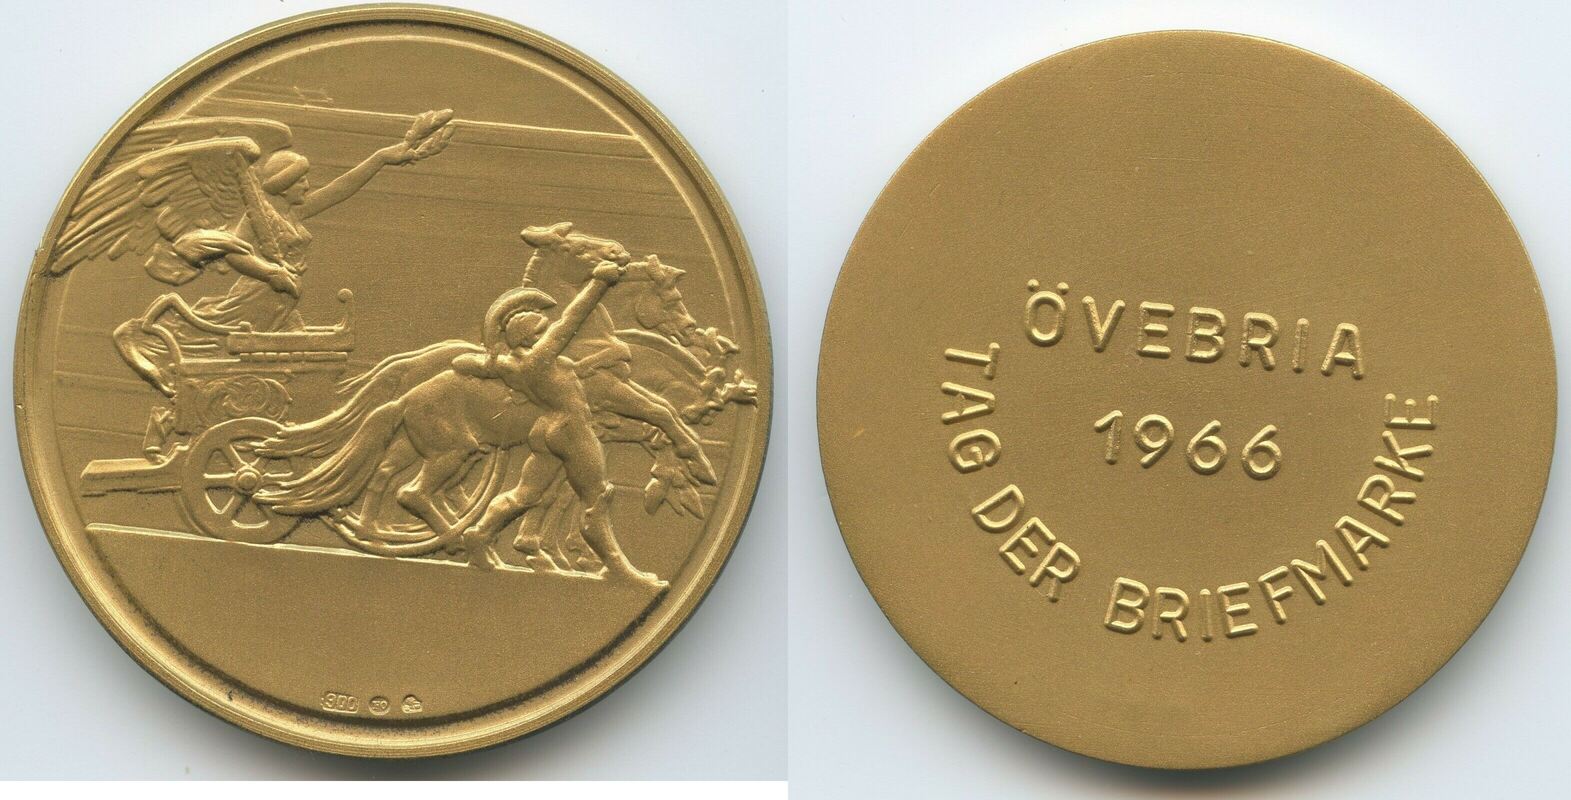 900
ÖVEBRIA
1966
TAG DER BRIEFMARKE